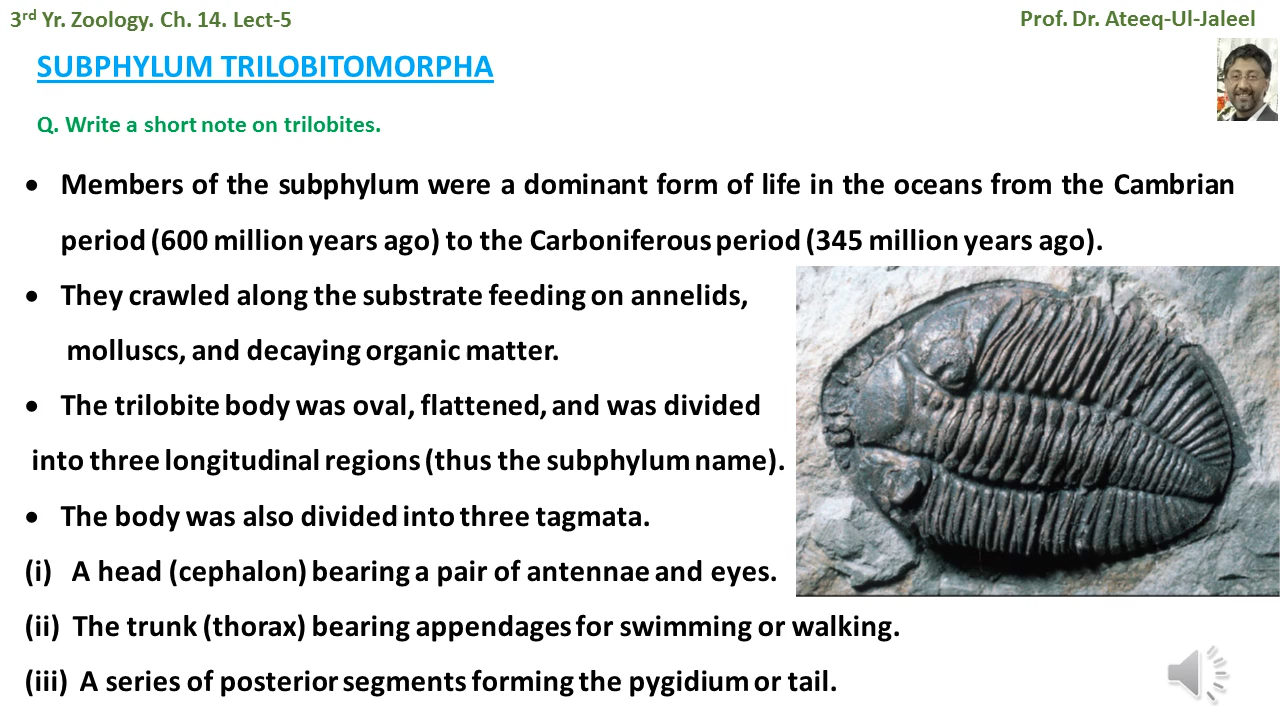 3rd Yr. Zoology. Ch. 14. Lect-5
Prof. Dr. Ateeq-Ul-Jaleel
SUBPHYLUM TRILOBITOMORPHA
Q. Write a short note on trilobites.
• Members of the subphylum were a dominant form of life in the oceans from the Cambrian
period (600 million years ago) to the Carboniferous period (345 million years ago).
• They crawled along the substrate feeding on annelids,
molluscs, and decaying organic matter.
• The trilobite body was oval, flattened, and was divided
into three longitudinal regions (thus the subphylum name).
• The body was also divided into three tagmata.
(i) A head (cephalon) bearing a pair of antennae and eyes.
(ii) The trunk (thorax) bearing appendages for swimming or walking.
(iii) A series of posterior segments forming the pygidium or tail.